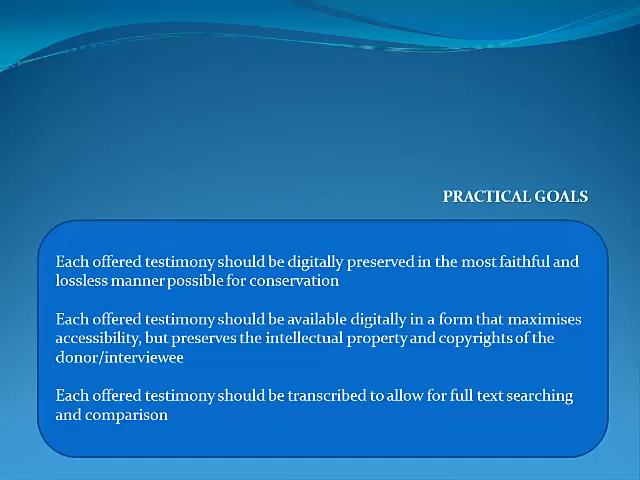 PRACTICAL GOALS
Each offered testimony should be digitally preserved in the most faithful and
lossless manner possible for conservation
Each offered testimony should be available digitally in a form that maximises
accessibility, but preserves the intellectual property and copyrights of the
donor/interviewee
Each offered testimony should be transcribed to allow for full text searching
and comparison